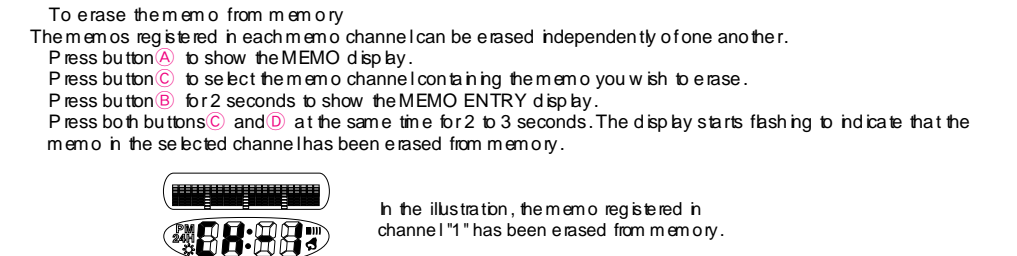 To erase the memo from memory
The memos registered in each memo channel can be erased independently of one another.
Press button Ⓐ to show the MEMO display.
Press button Ⓒ to select the memo channel containing the memo you wish to erase.
Press button Ⓑ for 2 seconds to show the MEMO ENTRY display.
Press both buttons Ⓒ and Ⓓ at the same time for 2 to 3 seconds. The display starts flashing to indicate that the
memo in the selected channel has been erased from memory.
In the illustration, the memo registered in
channel "1" has been erased from memory.
PM
24H CH-1